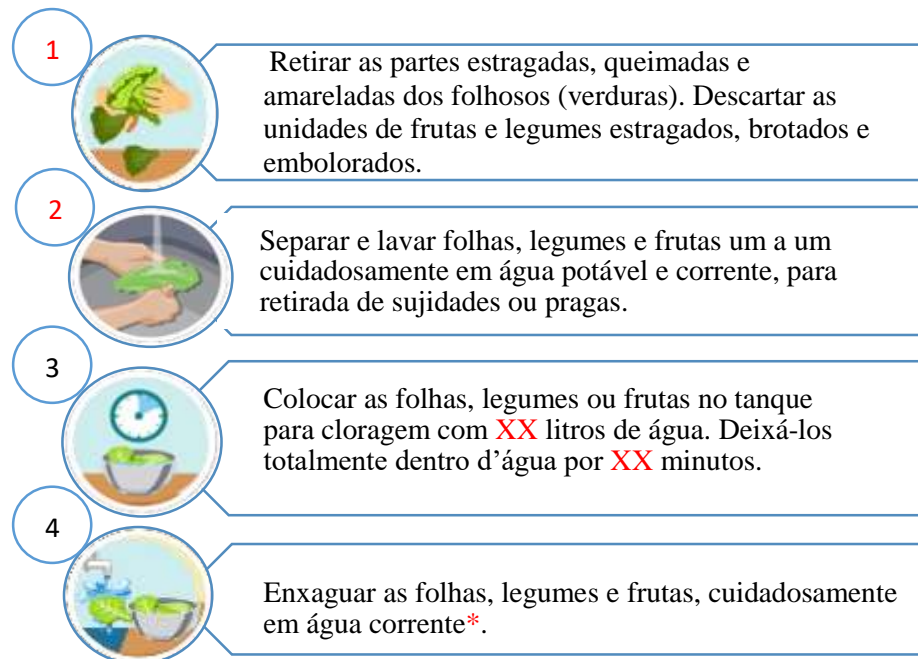 1
Retirar as partes estragadas, queimadas e
amareladas dos folhosos (verduras). Descartar as
unidades de frutas e legumes estragados, brotados e
embolorados.
2
Separar e lavar folhas, legumes e frutas um a um
cuidadosamente em água potável e corrente, para
retirada de sujidades ou pragas.
3
Colocar as folhas, legumes ou frutas no tanque
para cloragem com XX litros de água. Deixá-los
totalmente dentro d’água por XX minutos.
4
Enxaguar as folhas, legumes e frutas, cuidadosamente
em água corrente*.